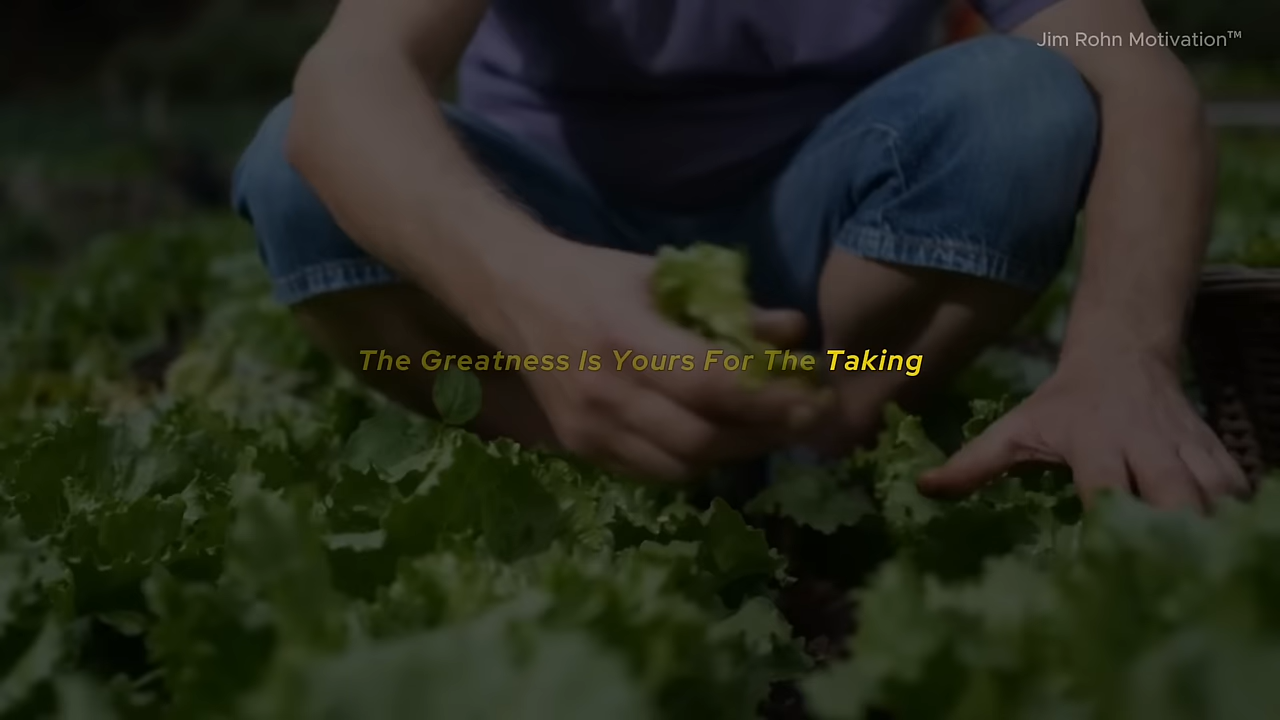 Jim Rohn Motivation™
The Greatness Is Yours For The Taking